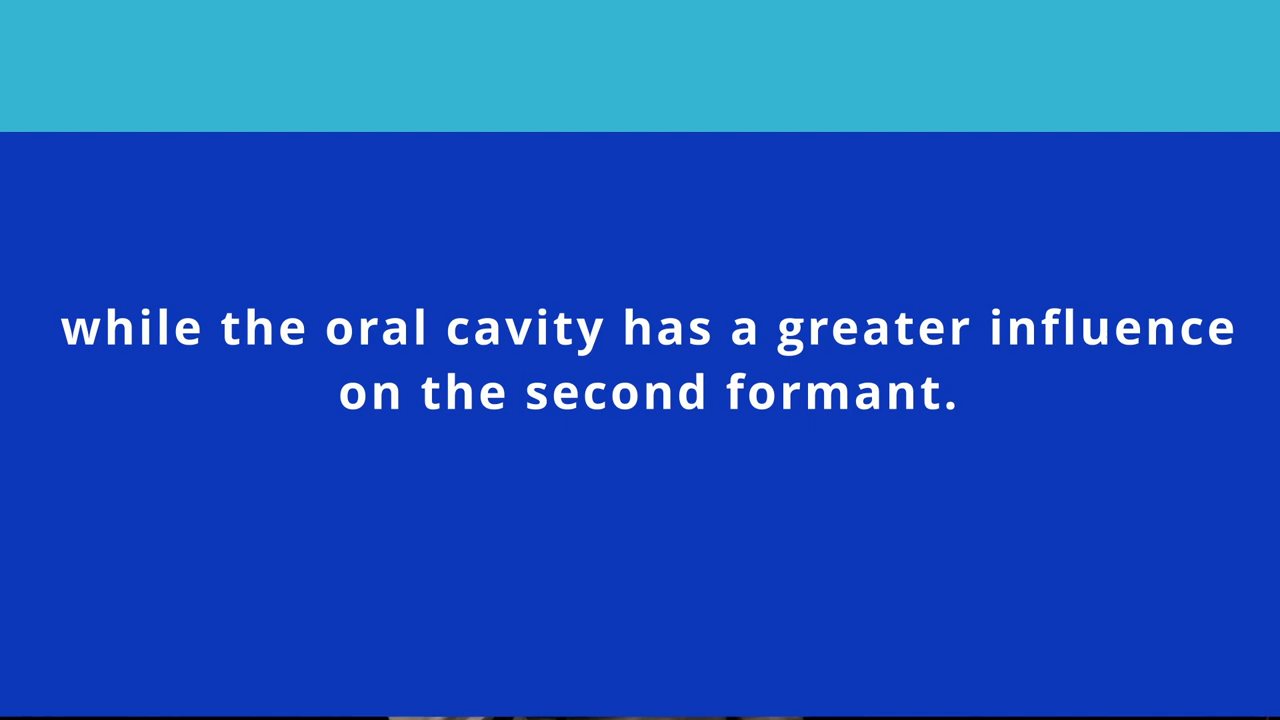 while the oral cavity has a greater influence
on the second formant.